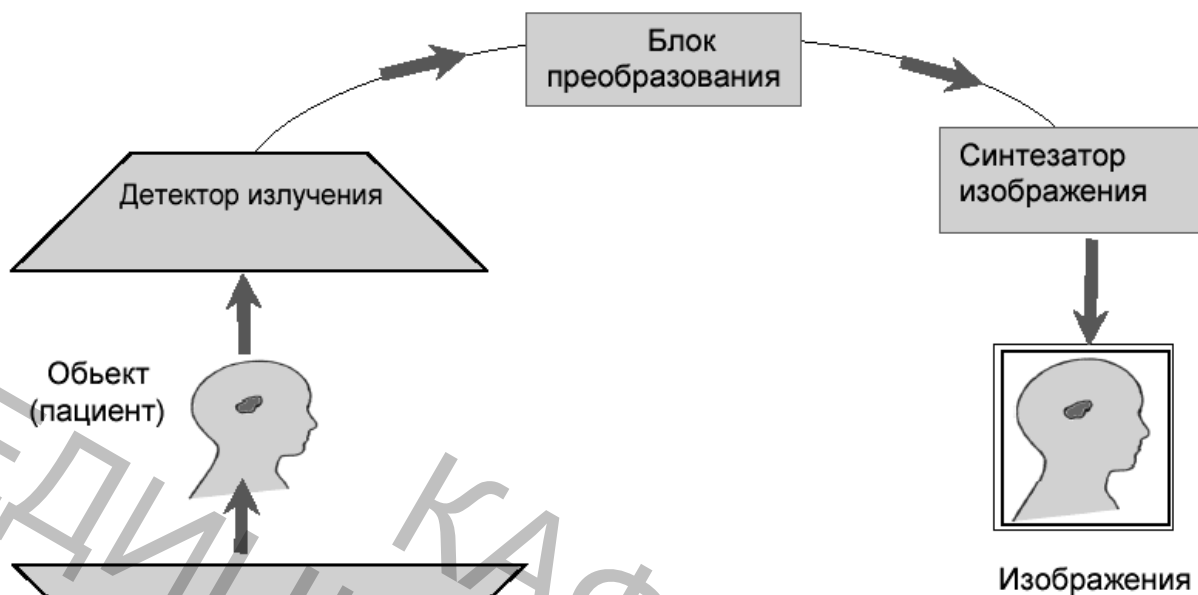 Блок
преобразования
Синтезатор
изображения
Детектор излучения
Обьект
(пациент)
Изображения